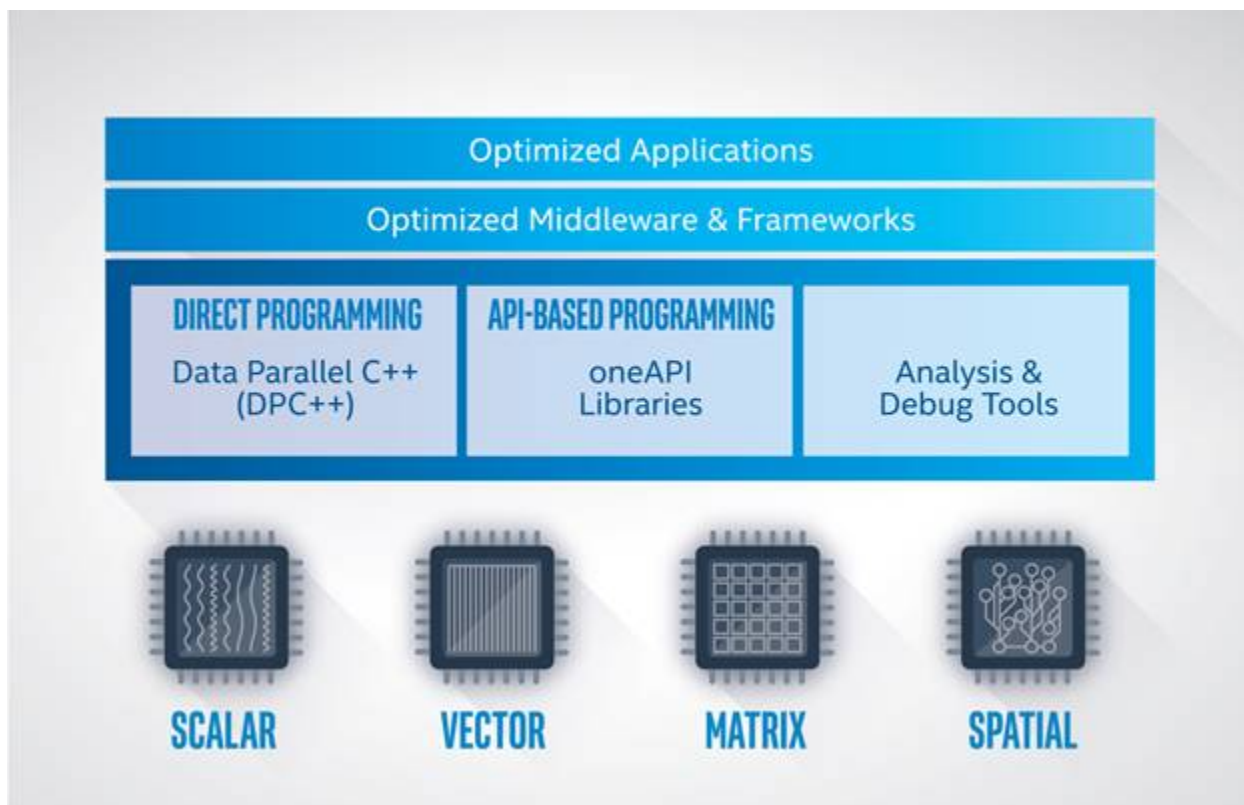 Optimized Applications
Optimized Middleware & Frameworks
DIRECT PROGRAMMING
Data Parallel C++
(DPC++)
API-BASED PROGRAMMING
oneAPI
Libraries
Analysis &
Debug Tools
SCALAR
VECTOR
MATRIX
SPATIAL